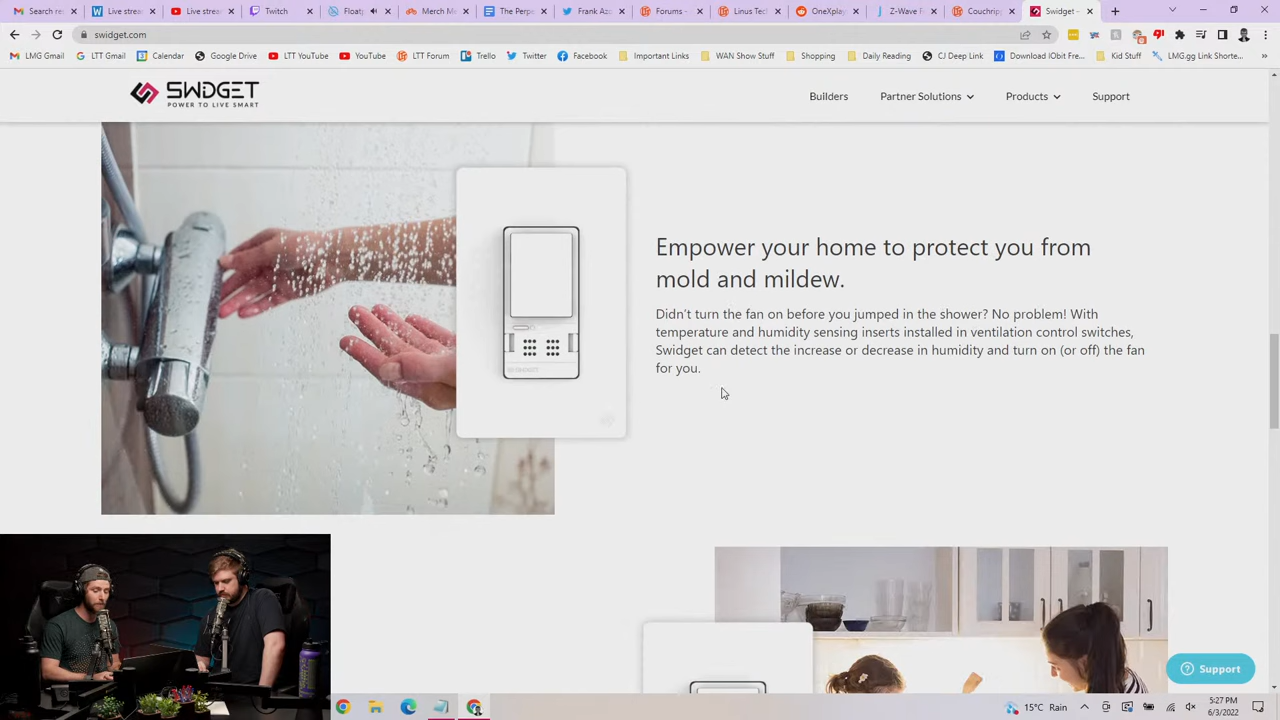 Search re
Live strea
Live strea
Twitch
Floatp
Merch M
The Perp
Frank Azo
Forums -
Linus Tec
OneXplay
Z-Wave F
Couchrip
Swidget -
swidget.com
LMG Gmail
LTT Gmail
Calendar
Google Drive
LTT YouTube
YouTube
LTT Forum
Trello
Twitter
Facebook
Important Links
WAN Show Stuff
Shopping
Daily Reading
CJ Deep Link
Download IObit Fre...
Kid Stuff
LMG.gg Link Shorte...
SWIDGET
POWER TO LIVE SMART
Builders
Partner Solutions
Products
Support
Empower your home to protect you from
mold and mildew.
Didn't turn the fan on before you jumped in the shower? No problem! With
temperature and humidity sensing inserts installed in ventilation control switches,
Swidget can detect the increase or decrease in humidity and turn on (or off) the fan
for you.
SWIDGET
Support
15°C Rain
5:27 PM
6/3/2022